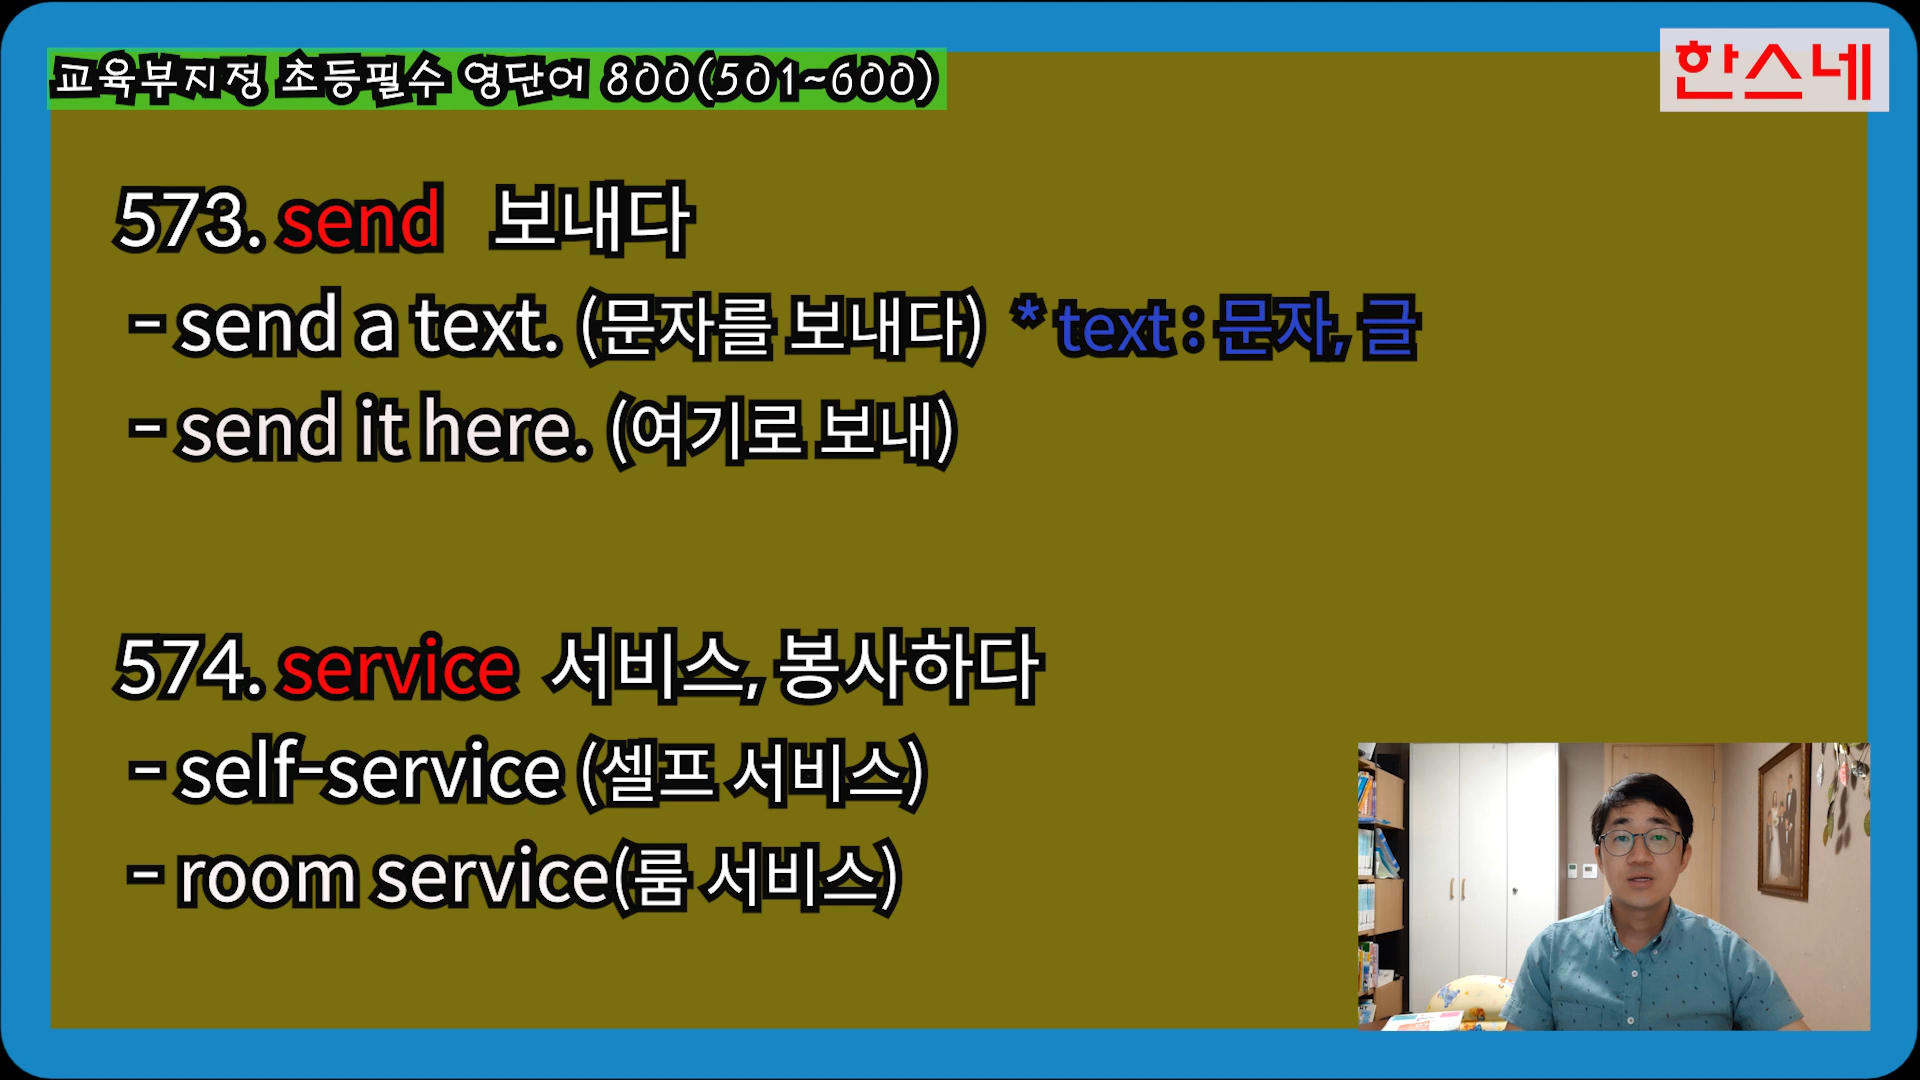 교육부지정 초등필수 영단어 800(501~600)
한스네
573. send 보내다
- send a text. (문자를 보내다) * text : 문자, 글
- send it here. (여기로 보내)
574. service 서비스, 봉사하다
- self-service (셀프 서비스)
- room service(룸 서비스)